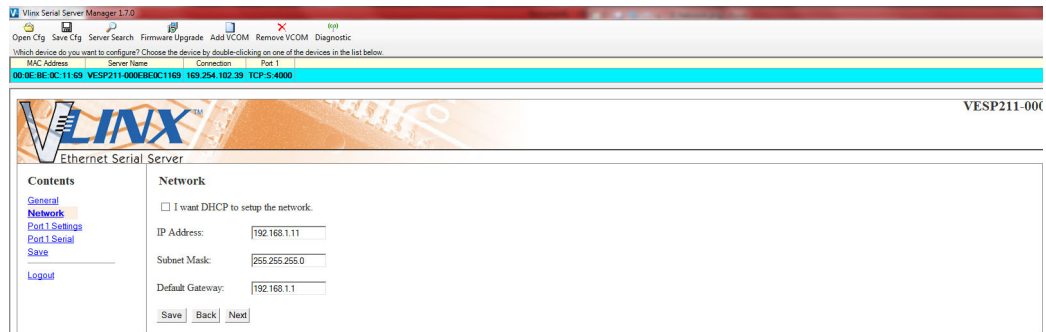 Vlinx Serial Server Manager 1.7.0
Open Cfg Save Cfg Server Search Firmware Upgrade Add VCOM Remove VCOM Diagnostic
Which device do you want to configure? Choose the device by double-clicking on one of the devices in the list below.
MAC Address Server Name Connection Port 1
00:0E:BE:0C:11:69 VESP211-000EBE0C1169 169.254.102.39 TCP:S:4000
VESP211-000
VLINX™
Ethernet Serial Server
Contents
General
Network
Port 1 Settings
Port 1 Serial
Save
Logout
Network
I want DHCP to setup the network.
IP Address: 192.168.1.11
Subnet Mask: 255.255.255.0
Default Gateway: 192.168.1.1
Save Back Next